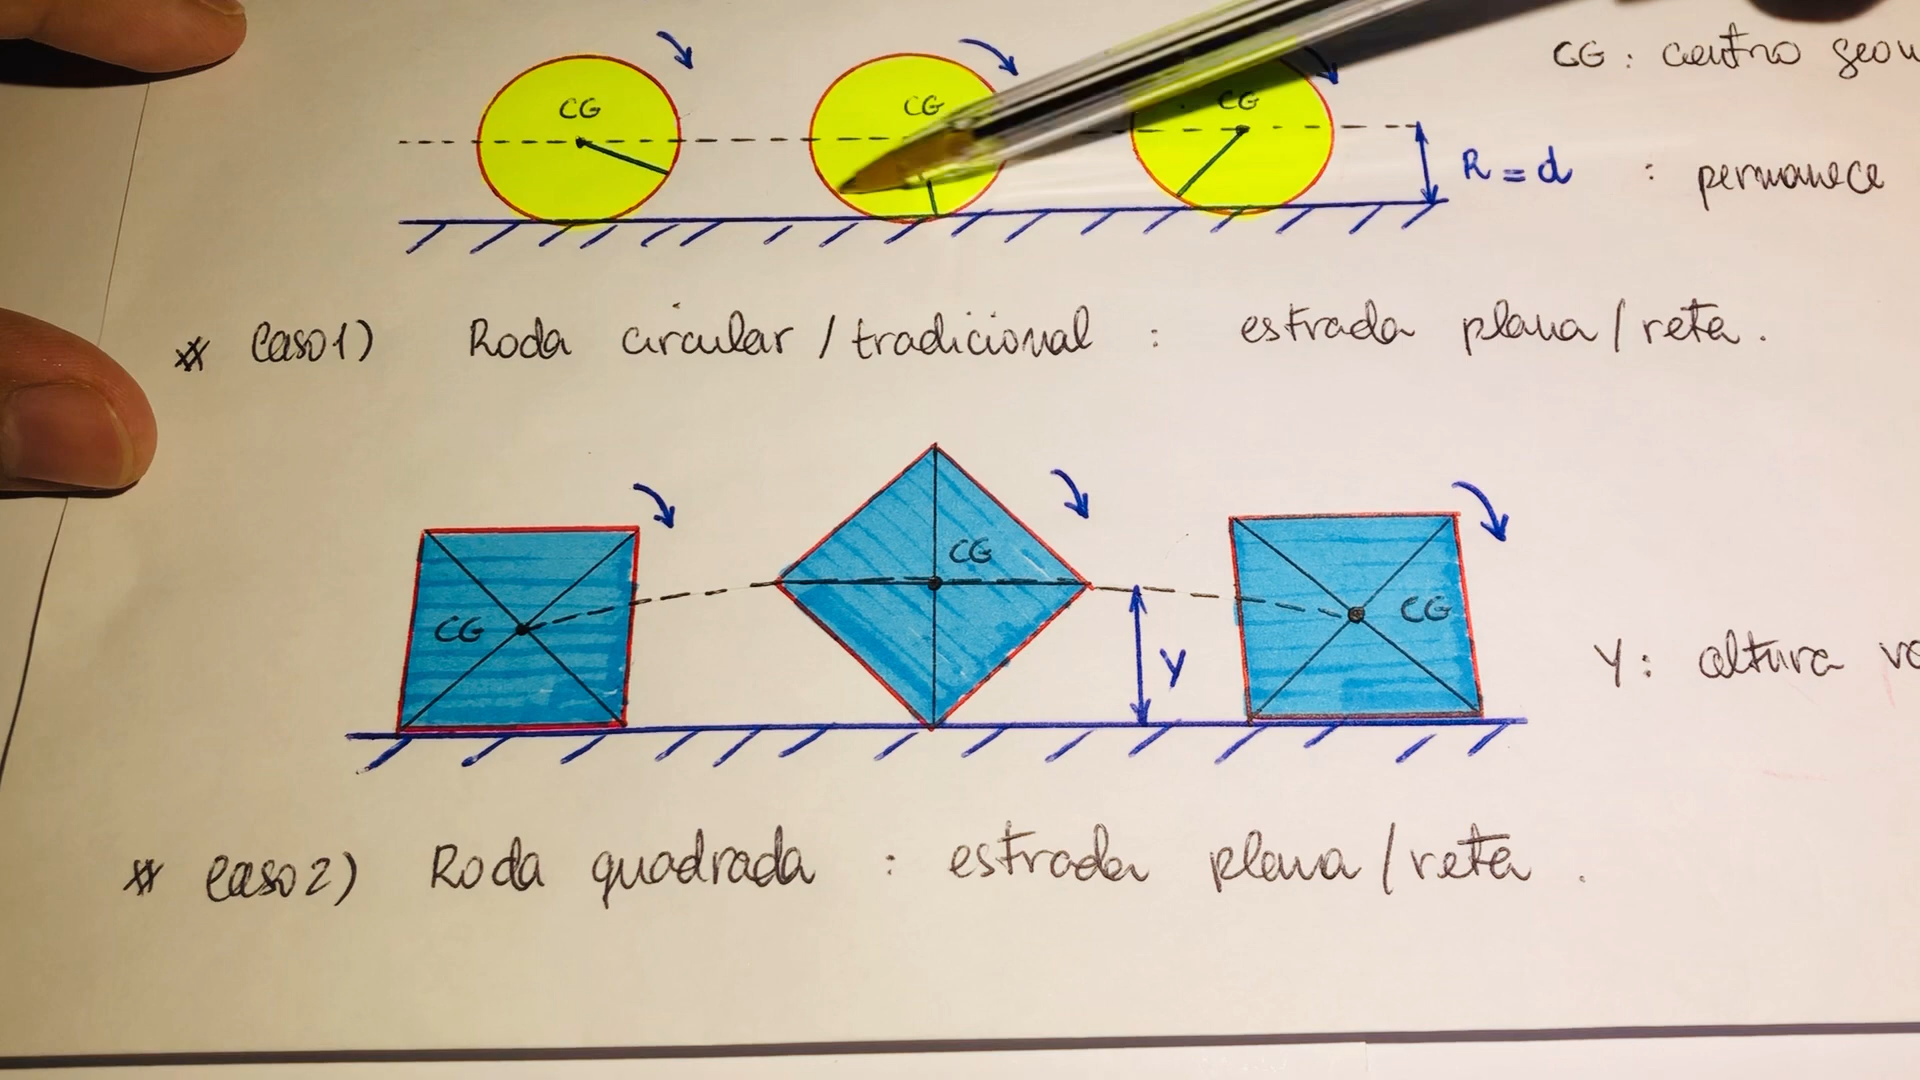 CG CG CG CG : centro
R = d : permanece
* Caso 1) Roda circular / tradicional : estrada plana / reta .
CG CG CG
Y Y : altura
* Caso 2) Roda quadrada : estrada plana / reta .